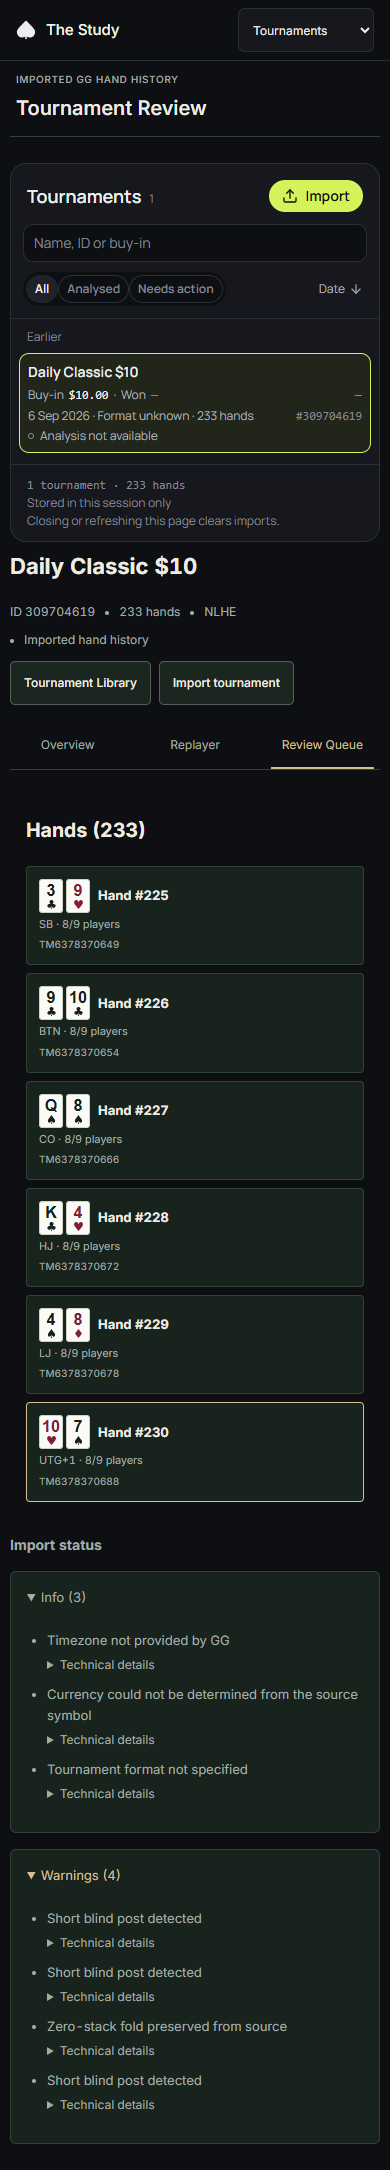 The Study
Tournaments
IMPORTED GG HAND HISTORY
Tournament Review
Tournaments 1
Import
Name, ID or buy-in
All
Analysed
Needs action
Date ↓
Earlier
Daily Classic $10
Buy-in $10.00 · Won —
—
6 Sep 2026 · Format unknown · 233 hands
#309704619
Analysis not available
1 tournament · 233 hands
Stored in this session only
Closing or refreshing this page clears imports.
Daily Classic $10
ID 309704619 • 233 hands • NLHE
• Imported hand history
Tournament Library
Import tournament
Overview
Replayer
Review Queue
Hands (233)
3♣ 9♥ Hand #225
SB · 8/9 players
TM6378370649
9♣ 10♣ Hand #226
BTN · 8/9 players
TM6378370654
Q♠ 8♠ Hand #227
CO · 8/9 players
TM6378370666
K♣ 4♥ Hand #228
HJ · 8/9 players
TM6378370672
4♠ 8♦ Hand #229
LJ · 8/9 players
TM6378370678
10♥ 7♠ Hand #230
UTG+1 · 8/9 players
TM6378370688
Import status
▼ Info (3)
• Timezone not provided by GG
▶ Technical details
• Currency could not be determined from the source
symbol
▶ Technical details
• Tournament format not specified
▶ Technical details
▼ Warnings (4)
• Short blind post detected
▶ Technical details
• Short blind post detected
▶ Technical details
• Zero-stack fold preserved from source
▶ Technical details
• Short blind post detected
▶ Technical details